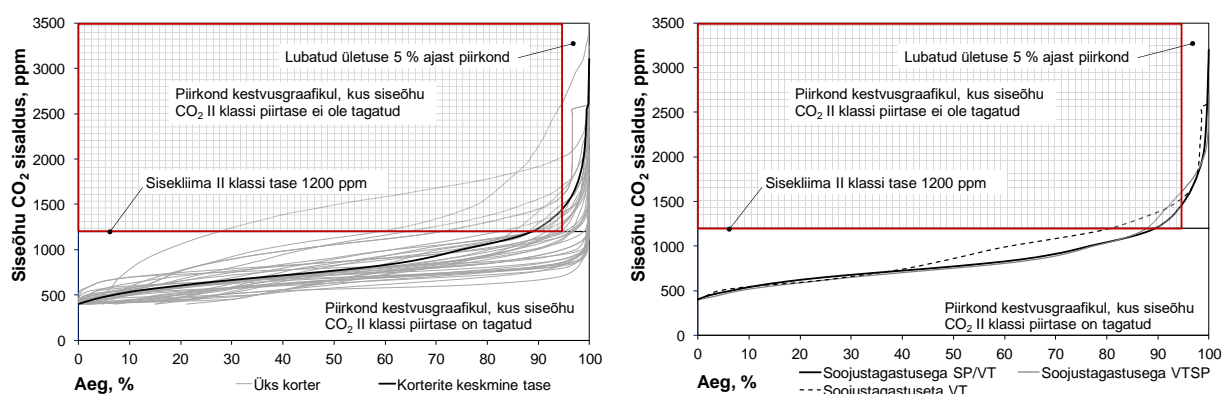 3500
3000
2500
2000
1500
1000
500
0
Siseõhu CO2 sisaldus, ppm
Lubatud ületuse 5 % ajast piirkond
Piirkond kestvusgraafikul, kus siseõhu
CO2 II klassi piirtase ei ole tagatud
Sisekliima II klassi tase 1200 ppm
Piirkond kestvusgraafikul, kus siseõhu
CO2 II klassi piirtase on tagatud
0 10 20 30 40 50 60 70 80 90 100
Aeg, %
Üks korter
Korterite keskmine tase
3500
3000
2500
2000
1500
1000
500
0
Siseõhu CO2 sisaldus, ppm
Lubatud ületuse 5 % ajast piirkond
Piirkond kestvusgraafikul, kus siseõhu
CO2 II klassi piirtase ei ole tagatud
Sisekliima II klassi tase 1200 ppm
Piirkond kestvusgraafikul, kus siseõhu
CO2 II klassi piirtase on tagatud
0 10 20 30 40 50 60 70 80 90 100
Aeg, %
Soojustagastusega SP/VT
Soojustagastusega VTSP
Soojustagastuseta VT